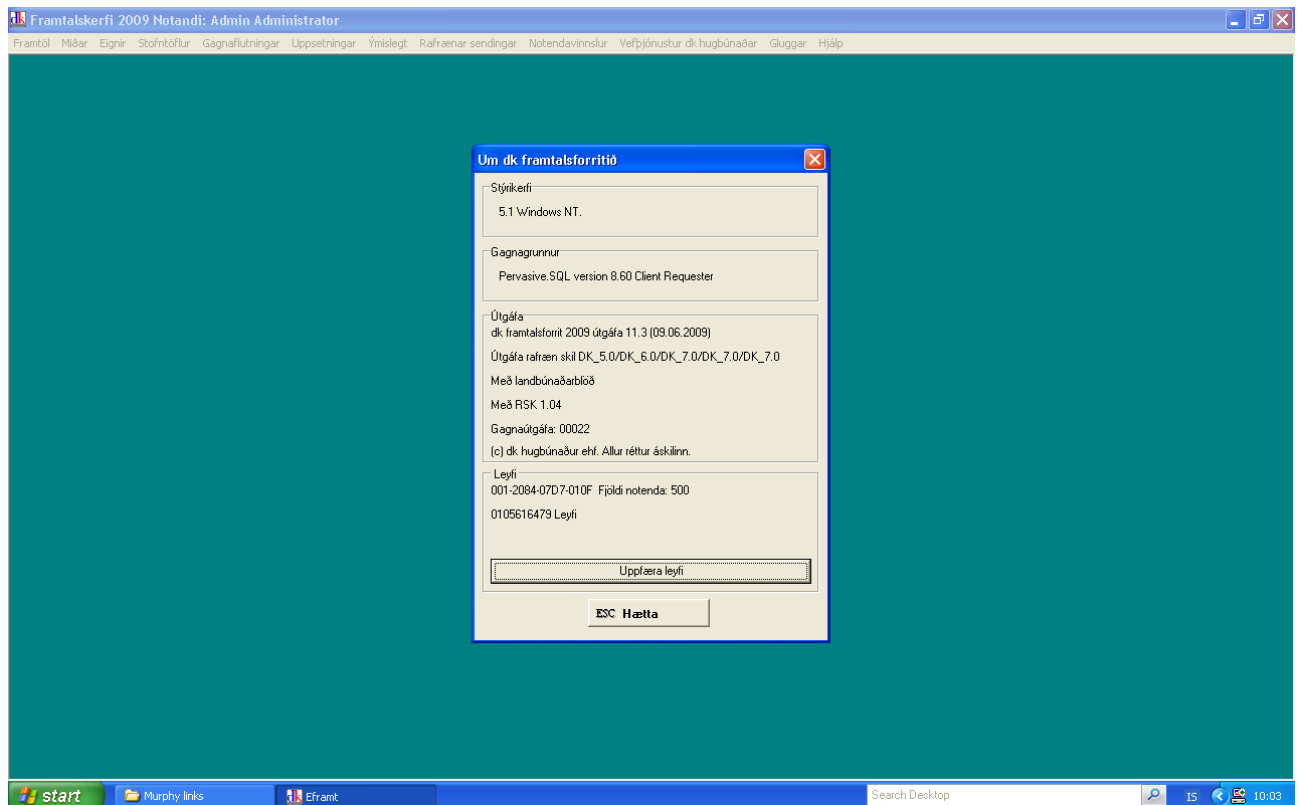 dk Framtalskerfi 2009 Notandi: Admin Administrator
Framtöl Miðar Eignir Stofntöflur Gagnaflutningar Uppsetningar Ýmislegt Rafrænar sendingar Notendavinnslur Vefþjónustur dk hugbúnaðar Gluggar Hjálp
Um dk framtalsforritið
Stýrikerfi
5.1 Windows NT.
Gagnagrunnur
Pervasive.SQL version 8.60 Client Requester
Útgáfa
dk framtalsforrit 2009 útgáfa 11.3 (09.06.2009)
Útgáfa rafræn skil DK_5.0/DK_6.0/DK_7.0/DK_7.0/DK_7.0
Með landbúnaðarblöð
Með RSK 1.04
Gagnaútgáfa: 00022
(c) dk hugbúnaður ehf. Allur réttur áskilinn.
Leyfi
001-2084-07D7-010F Fjöldi notenda: 500
0105616479 Leyfi
Uppfæra leyfi
ESC Hætta
start Murphy links dk Eframt Search Desktop IS 10:03